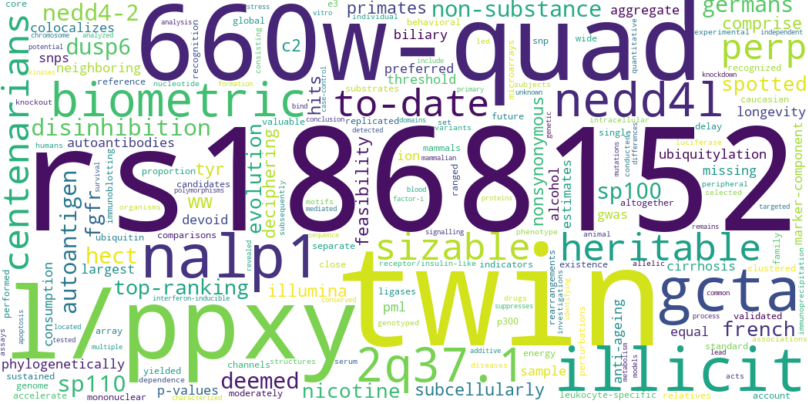 660w-quad
rs1868152
twin
l/ppxy
nalp1
illicit
gcta
heritable
nedd4l
biometric
2q37.1
centenarians
sizable
to-date
perp
french
top-ranking
nedd4-2
non-substance
primates
germans
comprise
spotted
aggregate
biliary
preferred
threshold
hits
c2
dusp6
colocalizes
neighboring
snps
disinhibition
autoantibodies
autoantigen
fgfr
tyr
ww
devoid
hect
evolution
deciphering
feasibility
ion
nonsynonymous
alcohol
estimates
sp100
gwas
missing
ubiquitylation
longevity
delay
marker-component
cirrhosis
illumina
sp110
deemed
nicotine
subcellularly
sample
equal
anti-ageing
validated
phylogenetically
p-values
consumption
largest
array
pml
ligases
indicators
p300
rearrangements
investigations
existence
perturbations
clustered
relatives
leukocyte-specific
account
accelerate
mononuclear
moderately
sustained
genome
yielded
dependence
channels
structures
serum
interferon-inducible
receptor/insulin-like
immunoblotting
survival
proportion
candidates
polymorphisms
motifs
mediated
subsequently
comparisons
separate
close
replicated
detected
domains
mammals
ranged
blood
factor-i
mammalian
substrates
bind
case-control
conclusion
primary
include
led
microarrays
subjects
unknown
snp
wide
individual
behavioral
potential
analysis
recognition
stress
vitro
e3
global
consisting
reference
nucleotide
formation
chromosome
analyzed
kinases
knockout
core
humans
organisms
ubiquitin
revealed
sequence
conserved
variants
set
future
genetic
single
intracellular
conducted
differences
luciferase
mutations
peripheral
selected
targeted
caucasian
recognized
valuable
experimental
independent
knockdown
quantitative
proteins
signalling
phenotype
remains
animal
altogether
allelic
common
process
lead
acts
models
metabolism
family
immunoprecipitation
associations
standard
drugs
suppresses
genotyped
additive
diseases
energy
identifying
characterized
multiple
tested
located
apoptosis
assays
performed